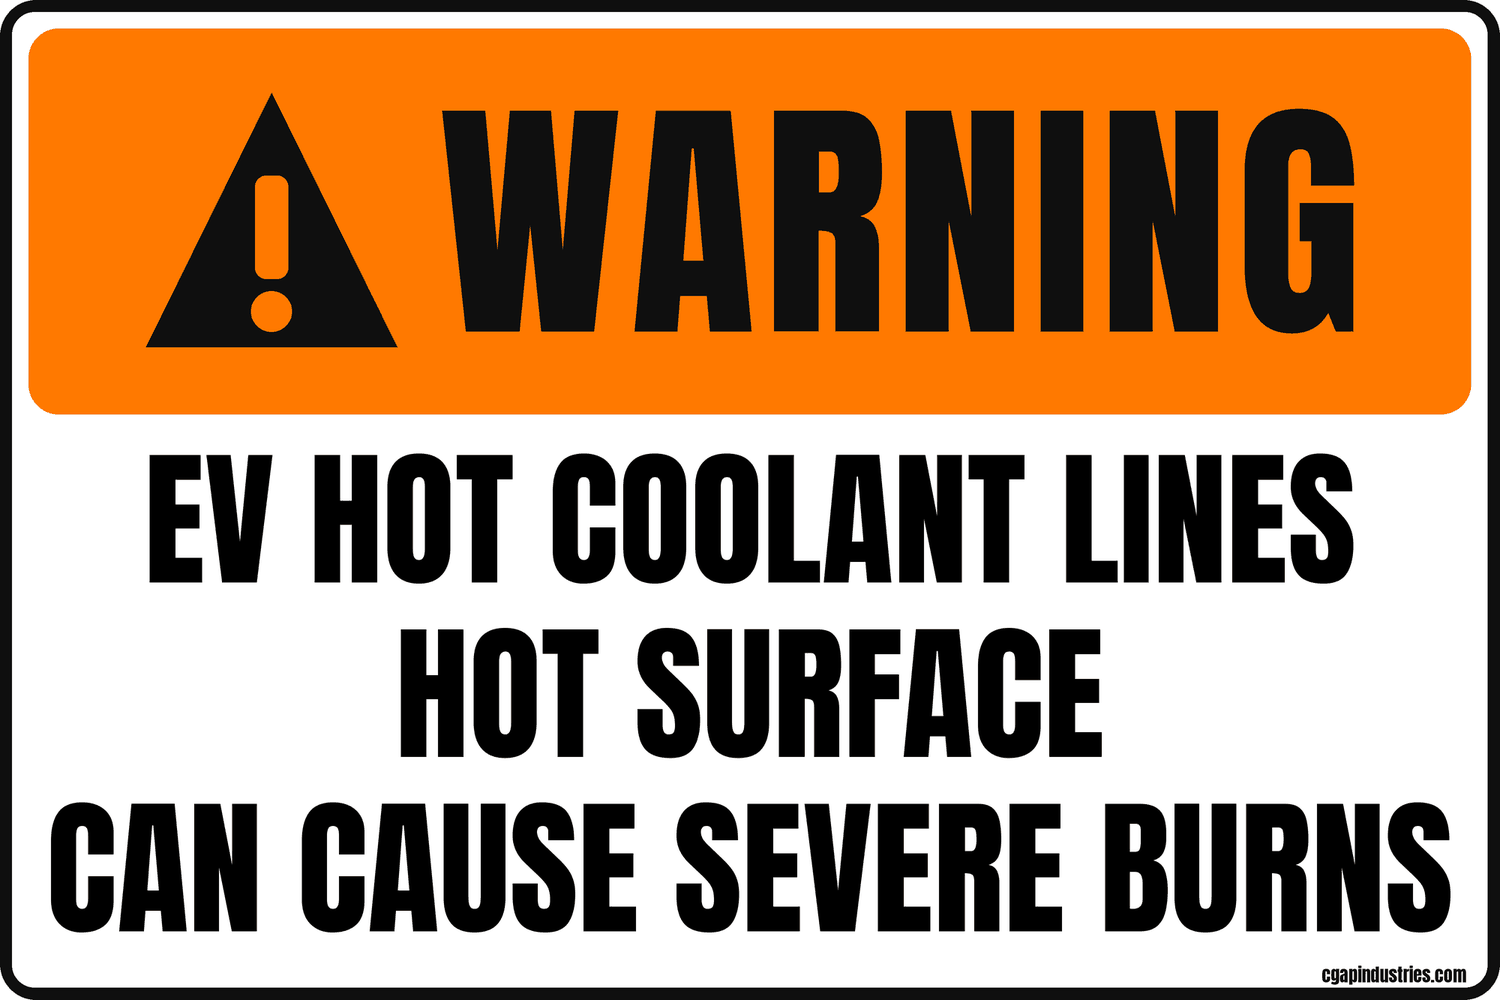 WARNING
EV HOT COOLANT LINES
HOT SURFACE
CAN CAUSE SEVERE BURNS
cgapindustries.com